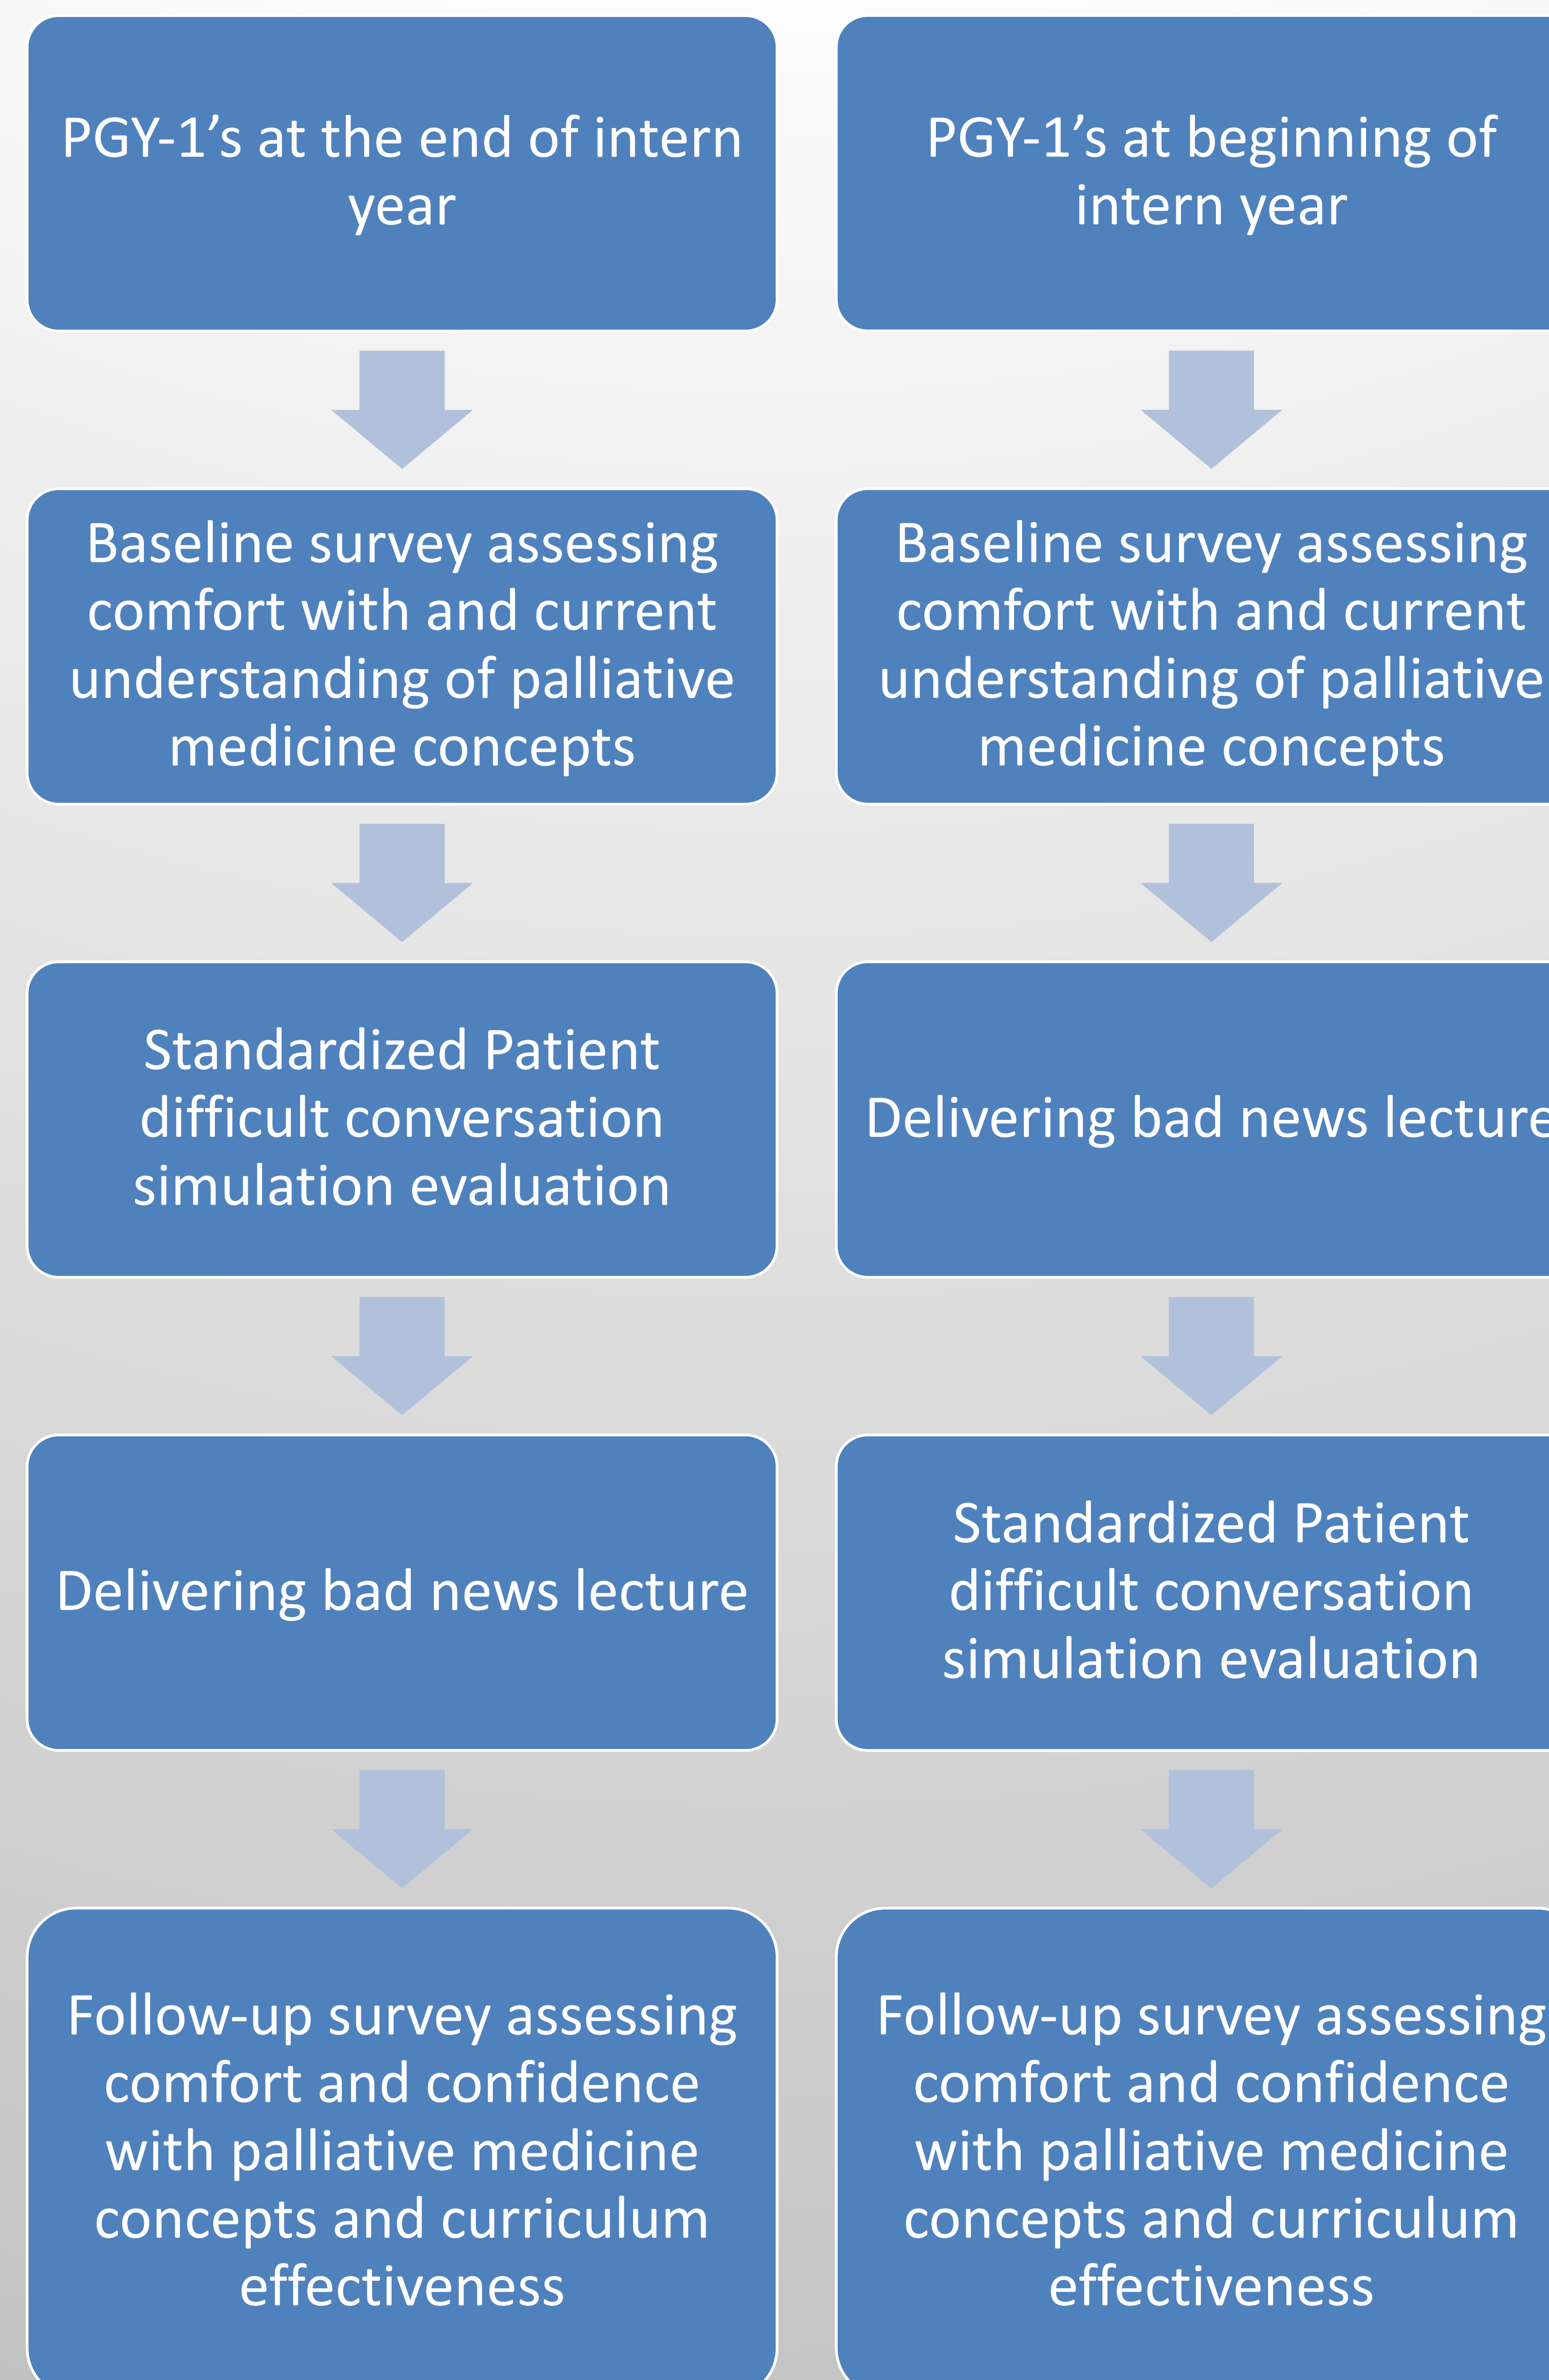 PGY-1’s at the end of intern
year
Baseline survey assessing
comfort with and current
understanding of palliative
medicine concepts
Standardized Patient
difficult conversation
simulation evaluation
Delivering bad news lecture
Follow-up survey assessing
comfort and confidence
with palliative medicine
concepts and curriculum
effectiveness
PGY-1’s at beginning of
intern year
Baseline survey assessing
comfort with and current
understanding of palliative
medicine concepts
Delivering bad news lecture
Standardized Patient
difficult conversation
simulation evaluation
Follow-up survey assessing
comfort and confidence
with palliative medicine
concepts and curriculum
effectiveness